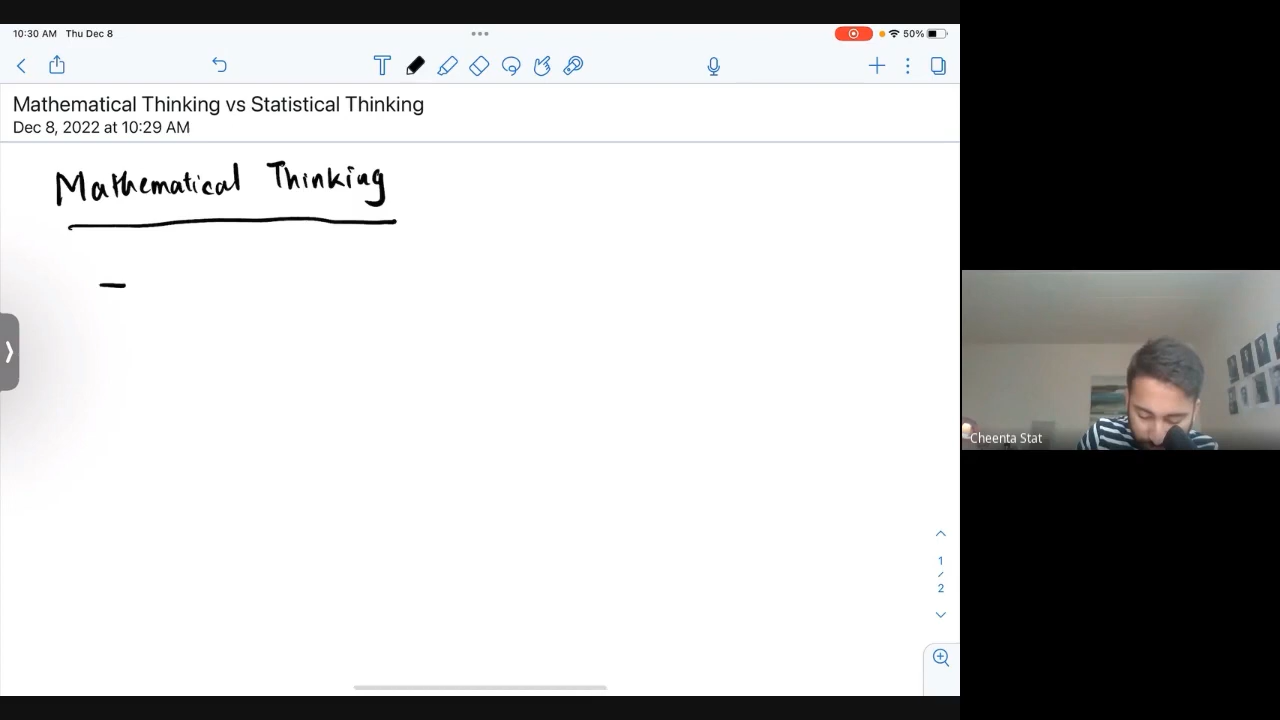 10:30 AM Thu Dec 8
50%
Mathematical Thinking vs Statistical Thinking
Dec 8, 2022 at 10:29 AM
Mathematical Thinking
—
Cheenta Stat
1
/
2